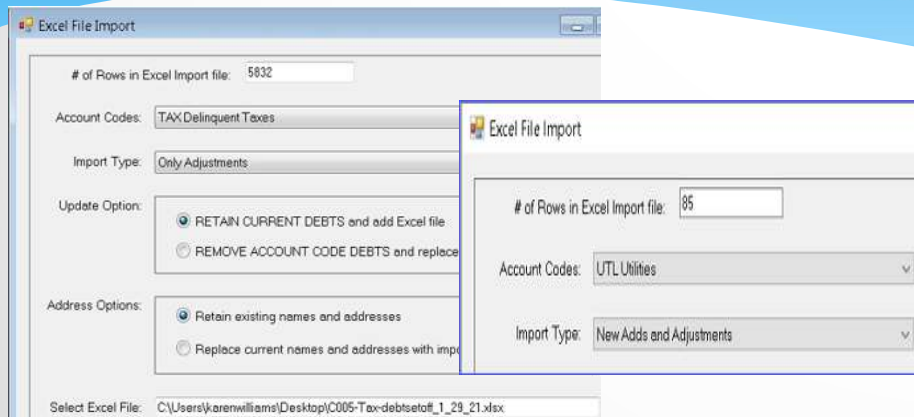 Excel File Import
# of Rows in Excel Import file: 5832
Account Codes: TAX Delinquent Taxes
Import Type: Only Adjustments
Update Option:
RETAIN CURRENT DEBTS and add Excel file
REMOVE ACCOUNT CODE DEBTS and replace
Address Options:
Retain existing names and addresses
Replace current names and addresses with impo
Select Excel File: C:\Users\karenwilliams\Desktop\C005-Tax-debtsetoff_1_29_21.xlsx
Excel File Import
# of Rows in Excel Import file: 85
Account Codes: UTL Utilities
Import Type: New Adds and Adjustments